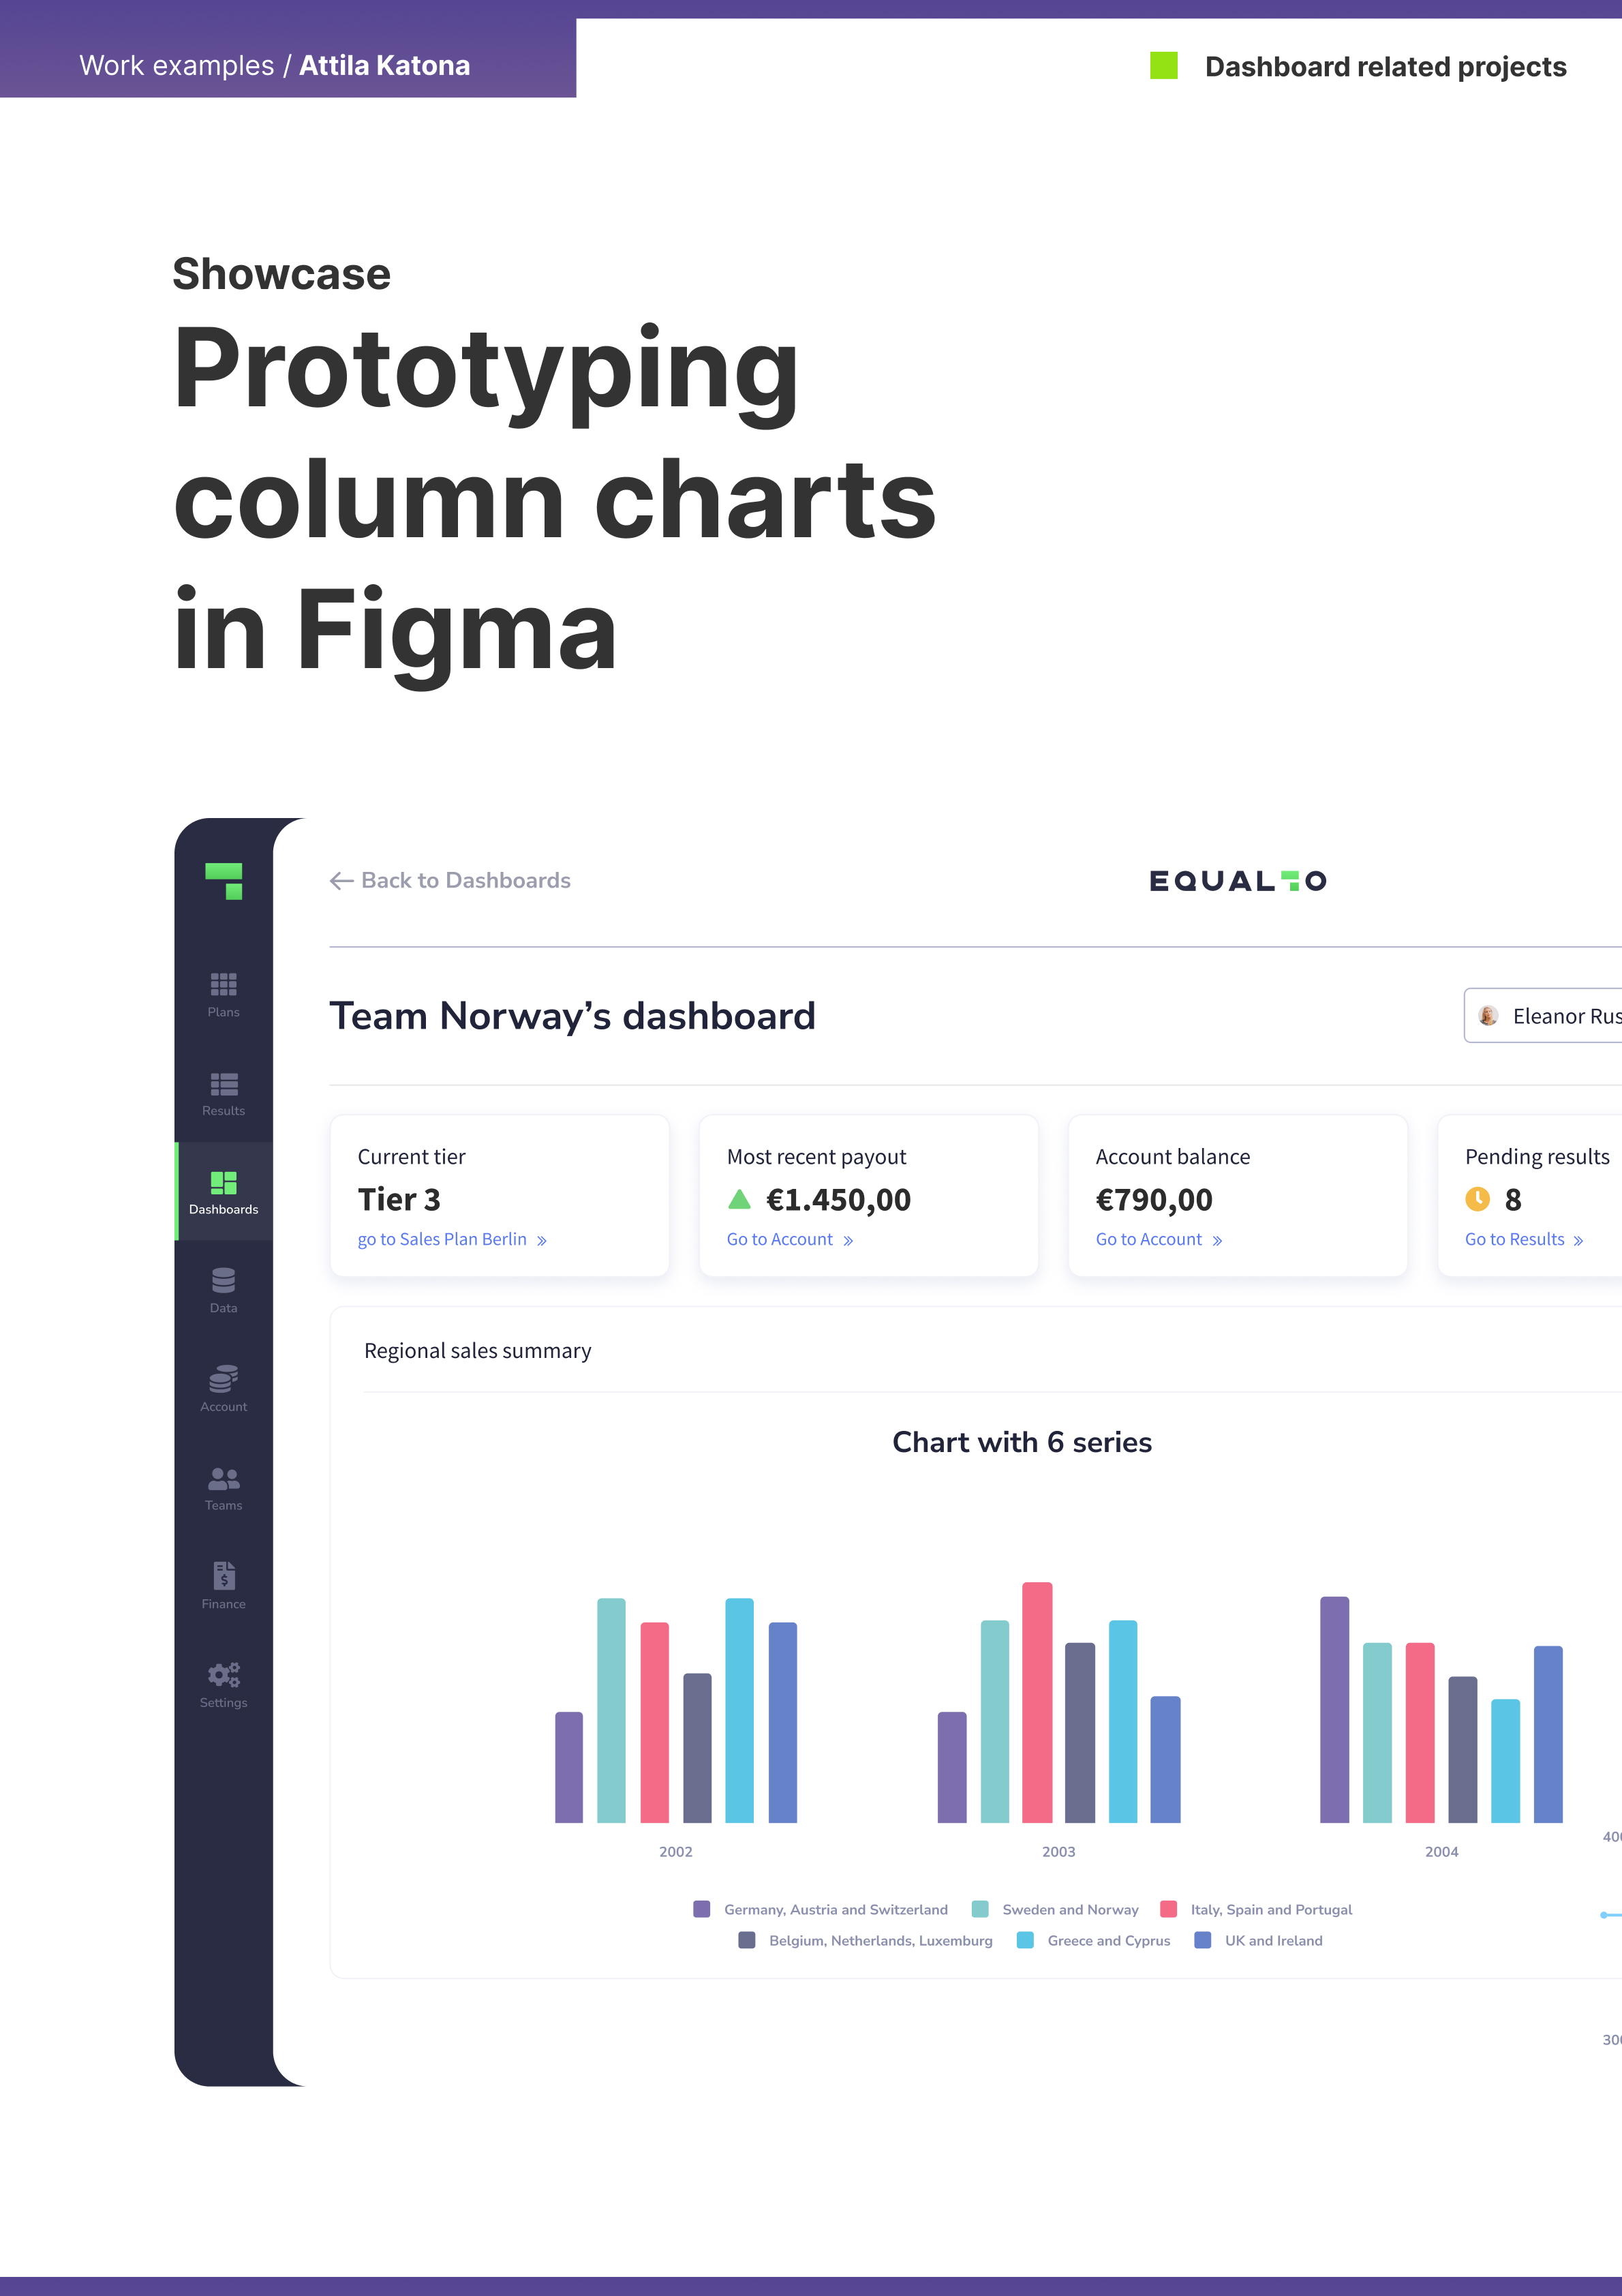 Work examples / Attila Katona
Dashboard related projects
Showcase
Prototyping
column charts
in Figma
Back to Dashboards
EQUALTO
Team Norway’s dashboard
Eleanor Rus
Plans
Results
Dashboards
Data
Account
Teams
Finance
Settings
Current tier
Tier 3
go to Sales Plan Berlin »
Most recent payout
€1.450,00
Go to Account »
Account balance
€790,00
Go to Account »
Pending results
8
Go to Results »
Regional sales summary
Chart with 6 series
2002 2003 2004
Germany, Austria and Switzerland Sweden and Norway Italy, Spain and Portugal
Belgium, Netherlands, Luxemburg Greece and Cyprus UK and Ireland